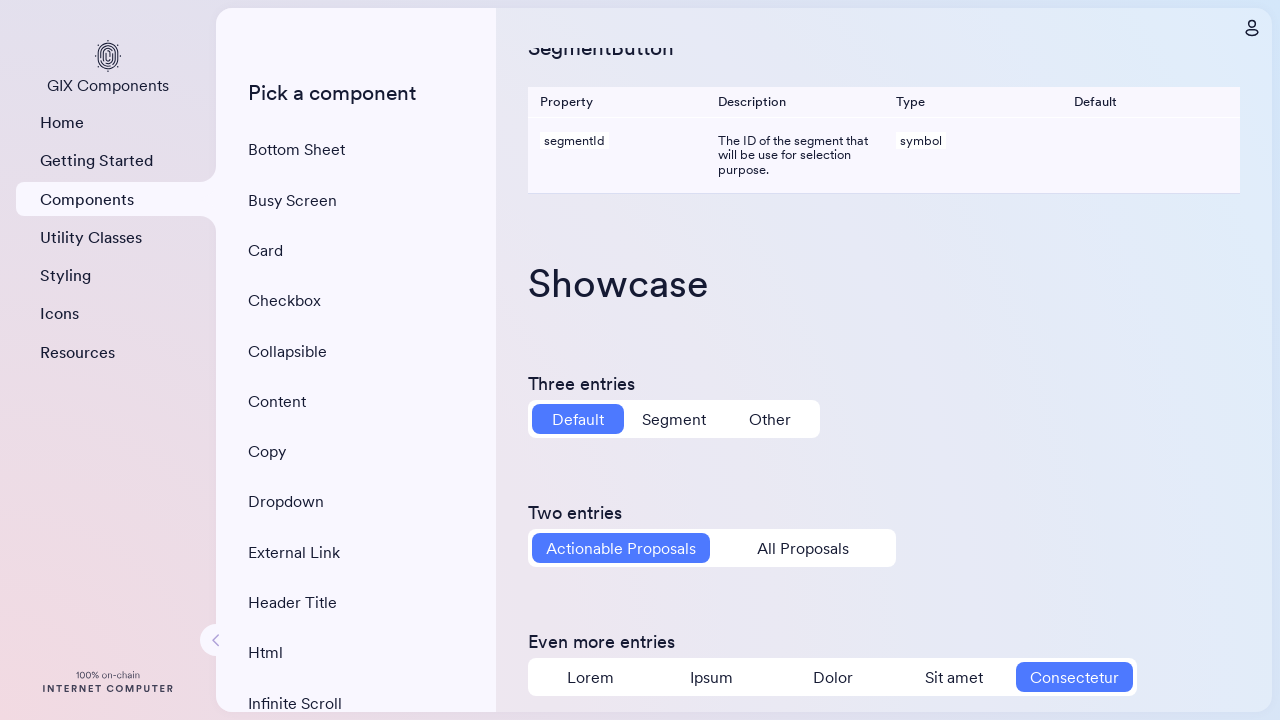 GIX Components
Home
Getting Started
Components
Utility Classes
Styling
Icons
Resources
100% on-chain
INTERNET COMPUTER
Pick a component
Bottom Sheet
Busy Screen
Card
Checkbox
Collapsible
Content
Copy
Dropdown
External Link
Header Title
Html
Infinite Scroll
SegmentButton
Property Description Type Default
segmentId The ID of the segment that symbol
will be use for selection
purpose.
Showcase
Three entries
Default Segment Other
Two entries
Actionable Proposals All Proposals
Even more entries
Lorem Ipsum Dolor Sit amet Consectetur